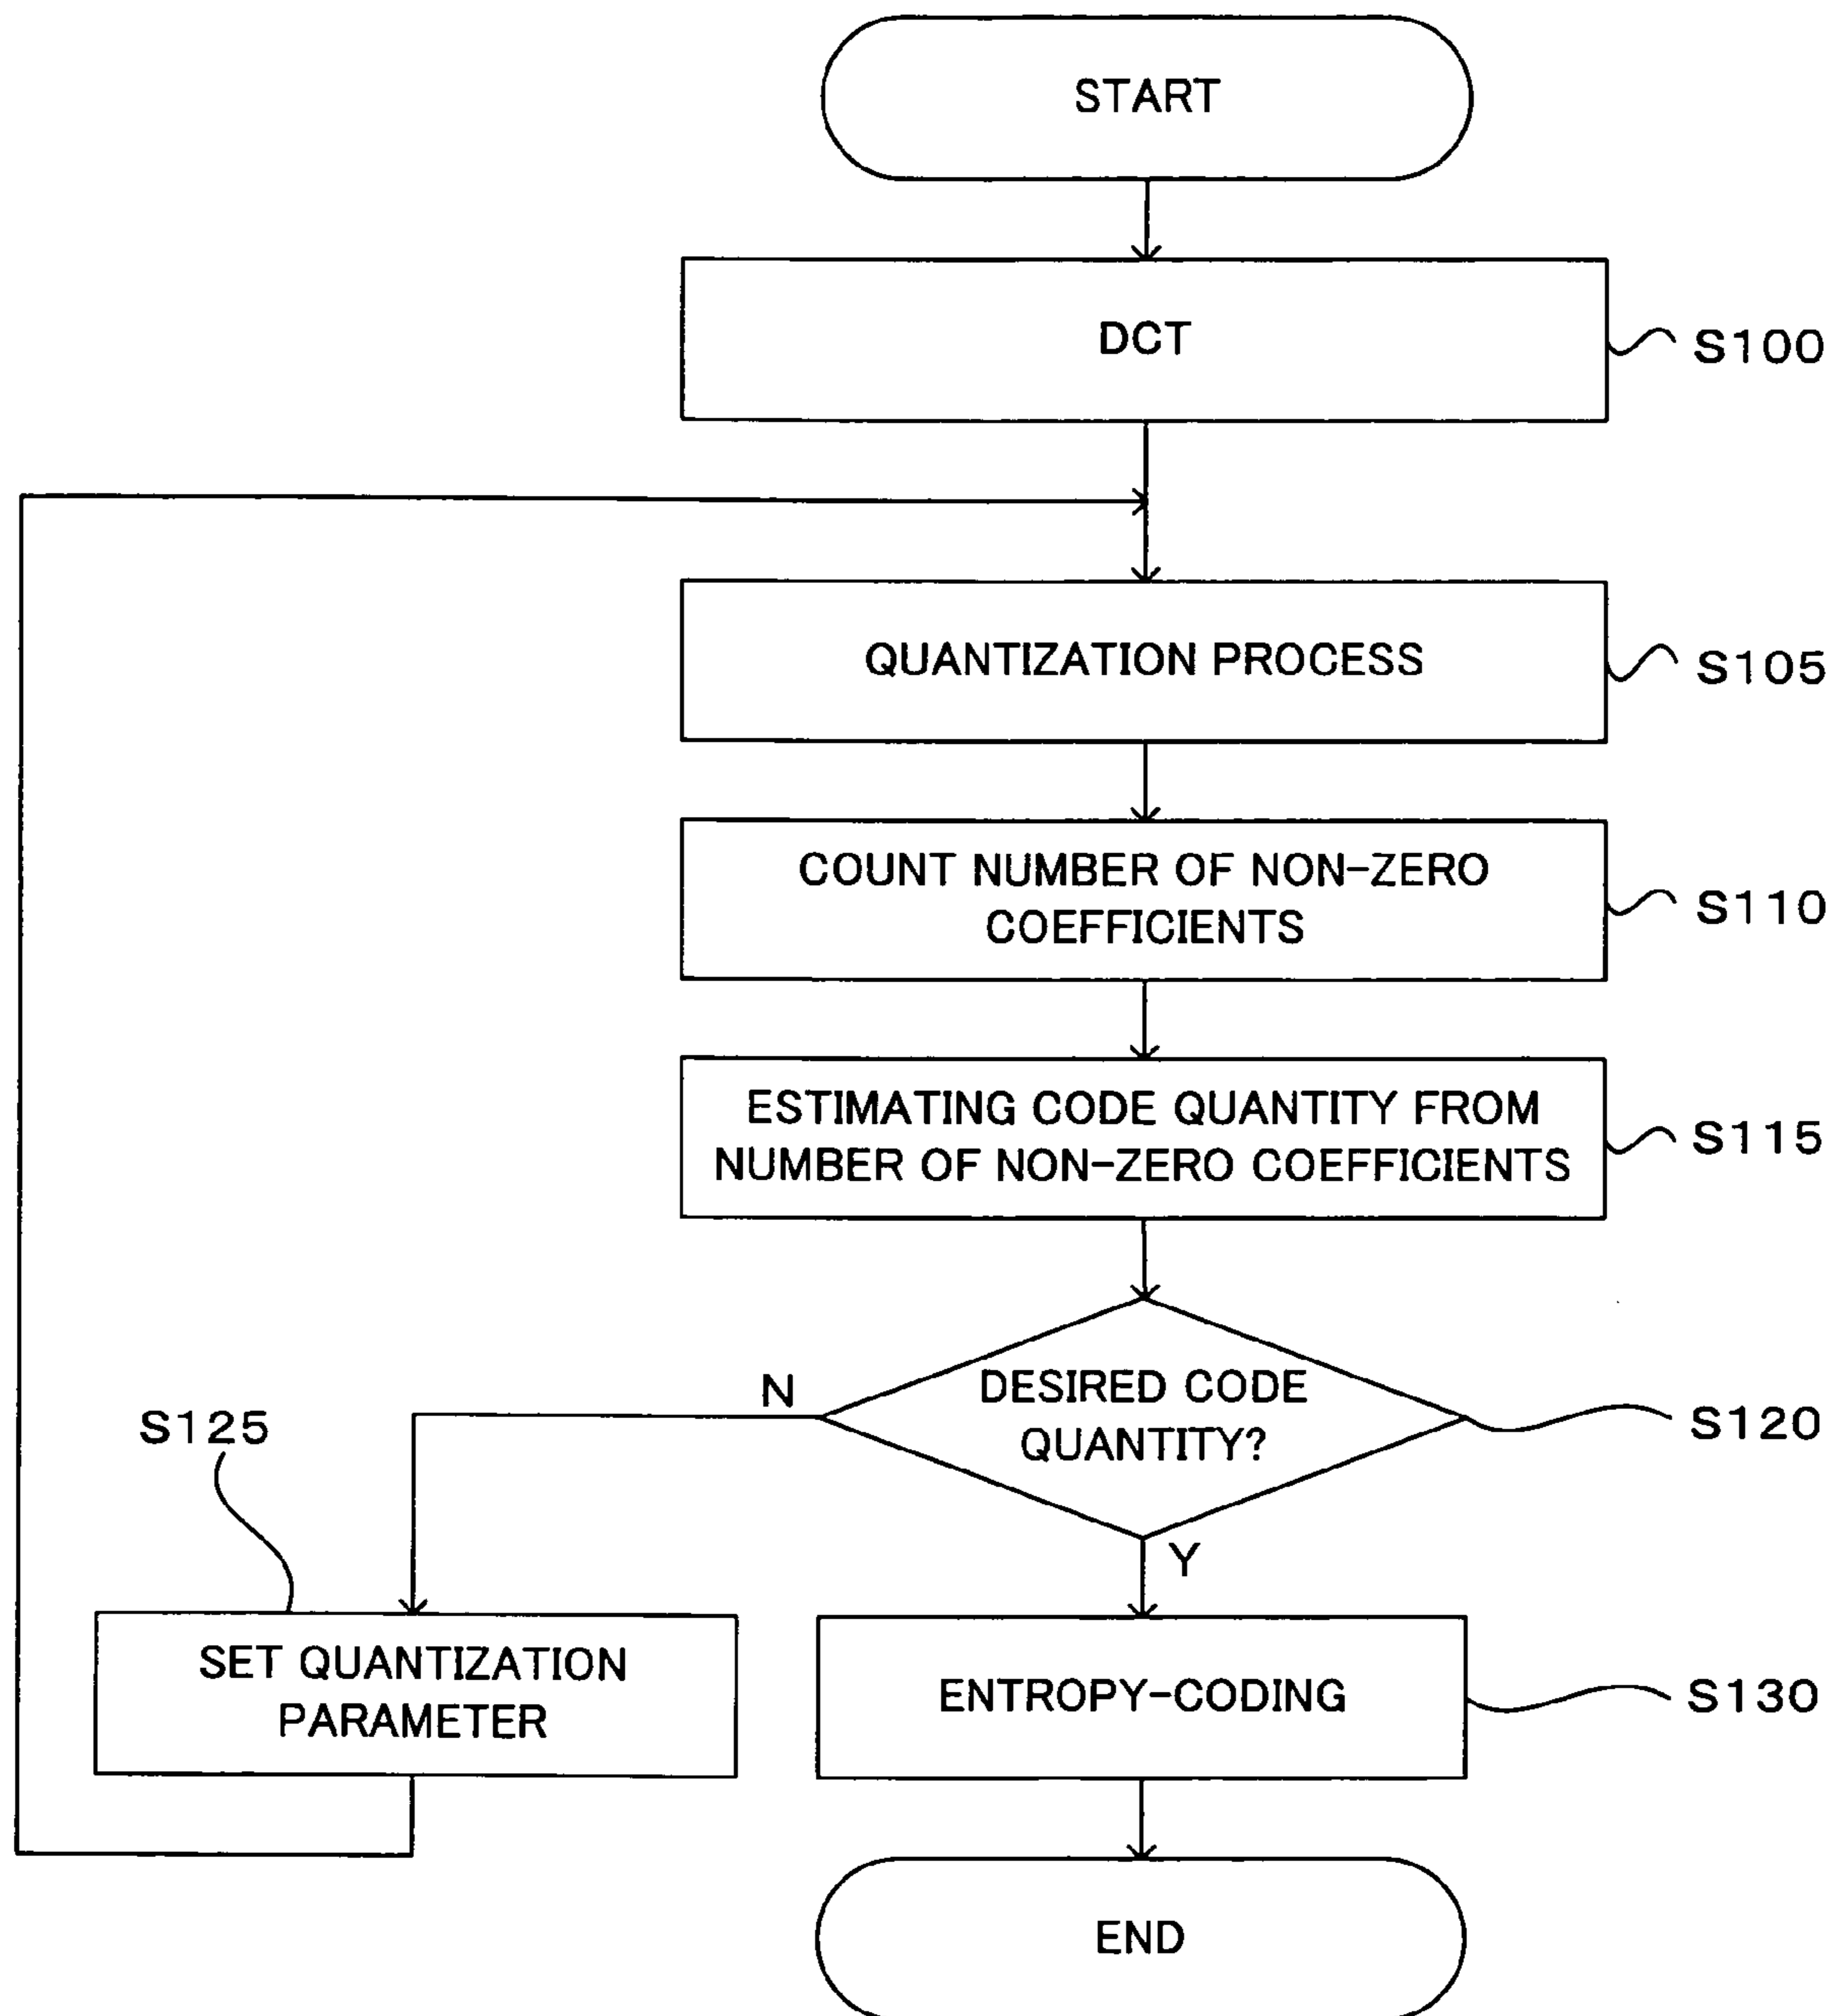 START
DCT
S100
QUANTIZATION PROCESS
S105
COUNT NUMBER OF NON-ZERO
COEFFICIENTS
S110
ESTIMATING CODE QUANTITY FROM
NUMBER OF NON-ZERO COEFFICIENTS
S115
DESIRED CODE
QUANTITY?
S120
N
Y
S125
SET QUANTIZATION
PARAMETER
ENTROPY-CODING
S130
END